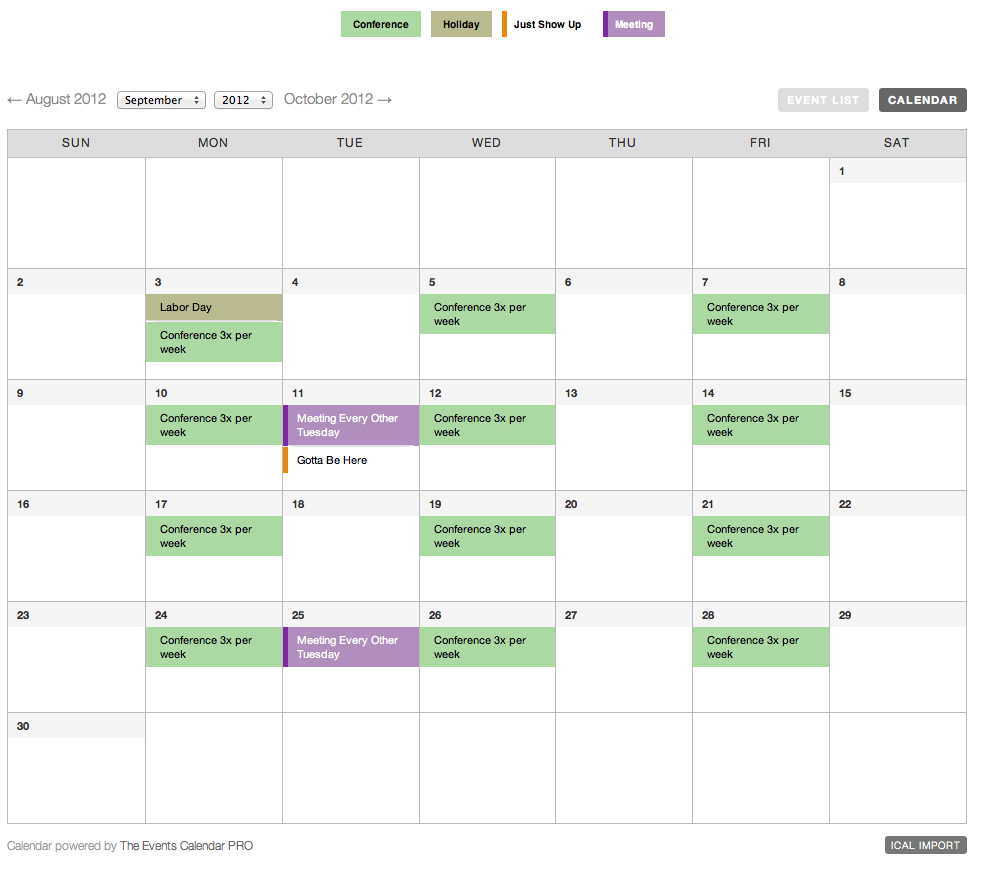 Conference Holiday Just Show Up Meeting
← August 2012 September 2012 October 2012 → EVENT LIST CALENDAR
SUN MON TUE WED THU FRI SAT
1
2 3 4 5 6 7 8
Labor Day Conference 3x per Conference 3x per
week week
Conference 3x per
week
9 10 11 12 13 14 15
Conference 3x per Meeting Every Other Conference 3x per Conference 3x per
week Tuesday week week
Gotta Be Here
16 17 18 19 20 21 22
Conference 3x per Conference 3x per Conference 3x per
week week week
23 24 25 26 27 28 29
Conference 3x per Meeting Every Other Conference 3x per Conference 3x per
week Tuesday week week
30
Calendar powered by The Events Calendar PRO ICAL IMPORT